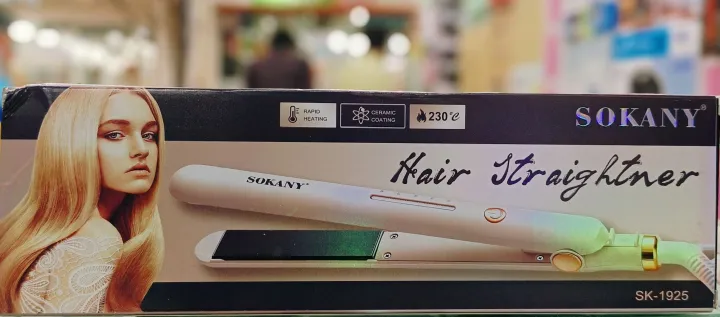 RAPID
HEATING
CERAMIC
COATING
230°C
SOKANY®
Hair Straightner
SOKANY®
SK-1925